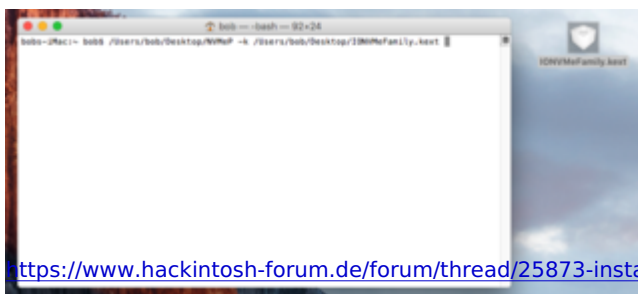 bob — -bash — 92×24
bobs-iMac:~ bob$ /Users/bob/Desktop/NVMeP -k /Users/bob/Desktop/IONVMeFamily.kext
IONVMeFamily.kext
https://www.hackintosh-forum.de/forum/thread/25873-insta